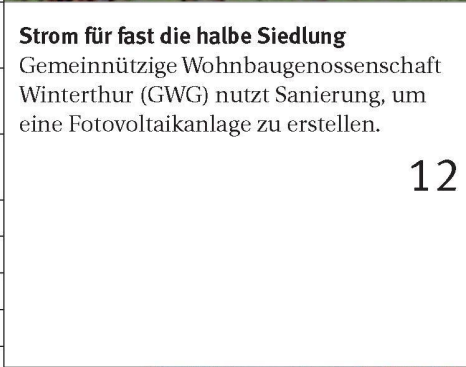 Strom für fast die halbe Siedlung
Gemeinnützige Wohnbaugenossenschaft
Winterthur (GWG) nutzt Sanierung, um
eine Fotovoltaikanlage zu erstellen.
12